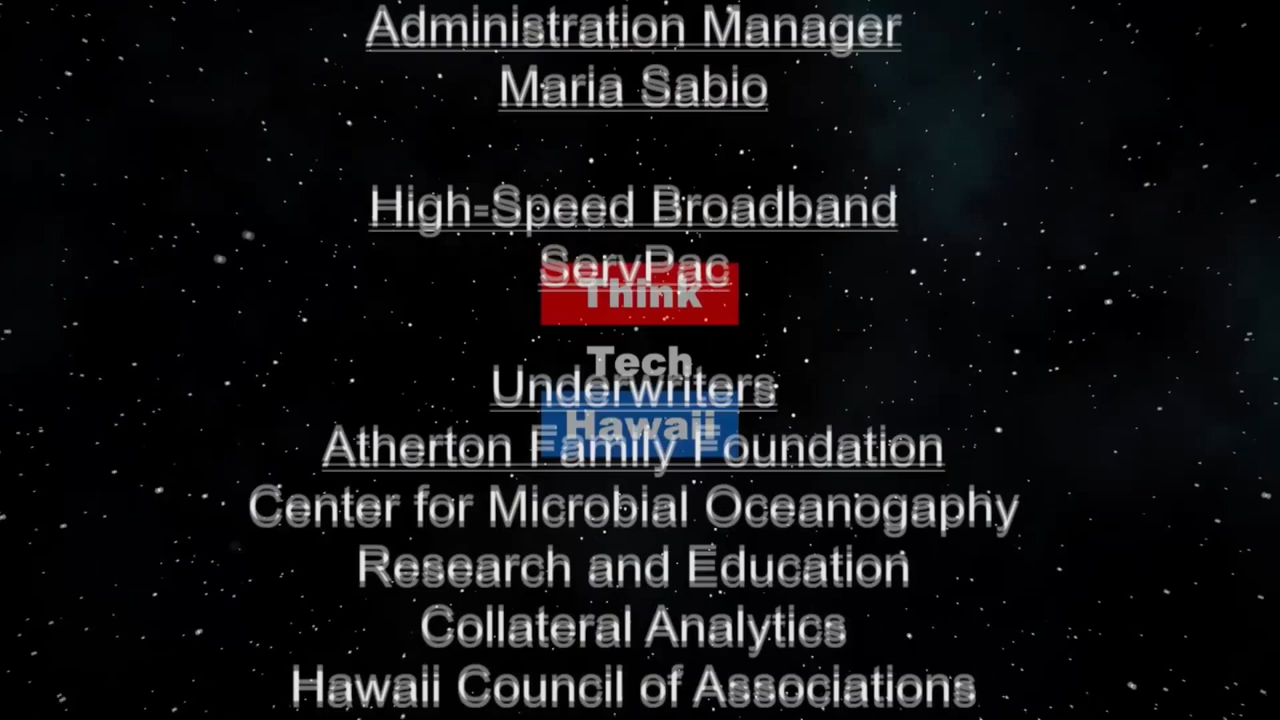 Administration Manager
Maria Sabio
High-Speed Broadband
ServPac
Think
Tech
Underwriters
Hawaii
Atherton Family Foundation
Center for Microbial Oceanogaphy
Research and Education
Collateral Analytics
Hawaii Council of Associations